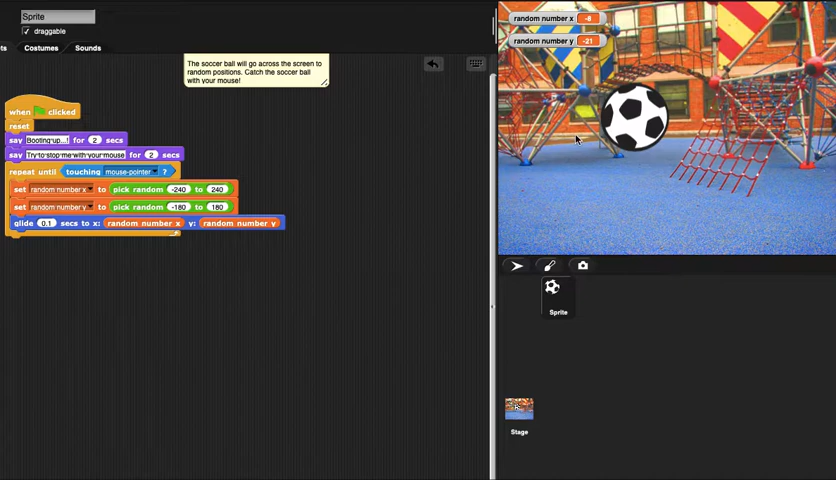 Sprite
draggable
ts Costumes Sounds
The soccer ball will go across the screen to
random positions. Catch the soccer ball
with your mouse!
when clicked
reset
say Booting up...! for 2 secs
say Try to stop me with your mouse for 2 secs
repeat until touching mouse-pointer ?
set random number x to pick random -240 to 240
set random number y to pick random -180 to 180
glide 0.1 secs to x: random number x y: random number y
random number x -8
random number y -21
Sprite
Stage